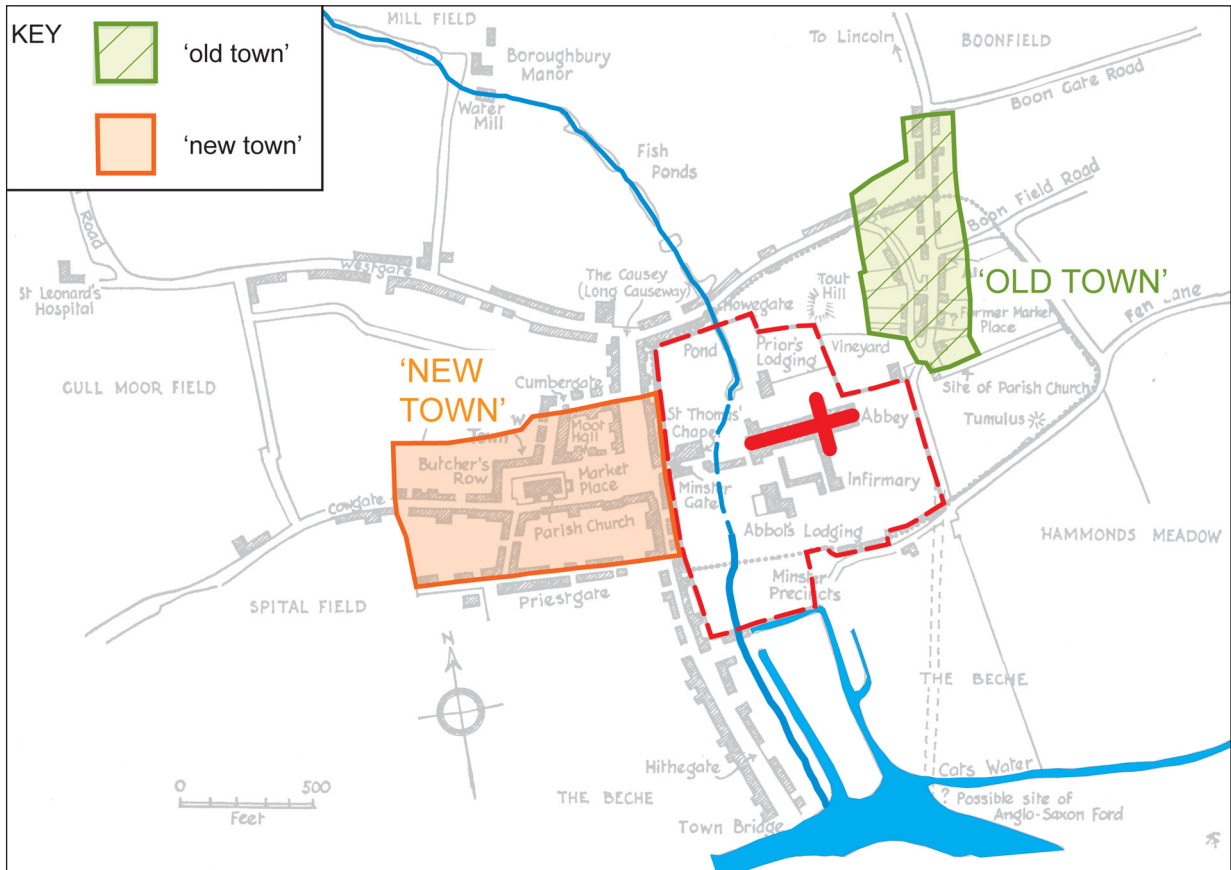 KEY
'old town'
'new town'
MILL FIELD
Boroughbury
Manor
Water
Mill
Fish
Ponds
To Lincoln
BOONFIELD
Boon Gate Road
Boon Field Road
Road
St Leonard's
Hospital
Westgate
The Causey
(Long Causeway)
Howegate
Tout
Hill
'OLD TOWN'
Former Market
Place
Fen Lane
Pond
Prior's
Lodging
Vineyard
Site of Parish Church
Tumulus
GULL MOOR FIELD
'NEW
TOWN'
Cumbergate
Town
Moot
Hall
St Thomas'
Chapel
Abbey
Butcher's
Row
Market
Place
Minster
Gate
Infirmary
Cowgate
Parish Church
Abbot's Lodging
HAMMONDS MEADOW
SPITAL FIELD
Priestgate
Minster
Precincts
N
THE BECHE
Hithegate
Cats Water
0 500
Feet
THE BECHE
? Possible site of
Anglo-Saxon Ford
Town Bridge